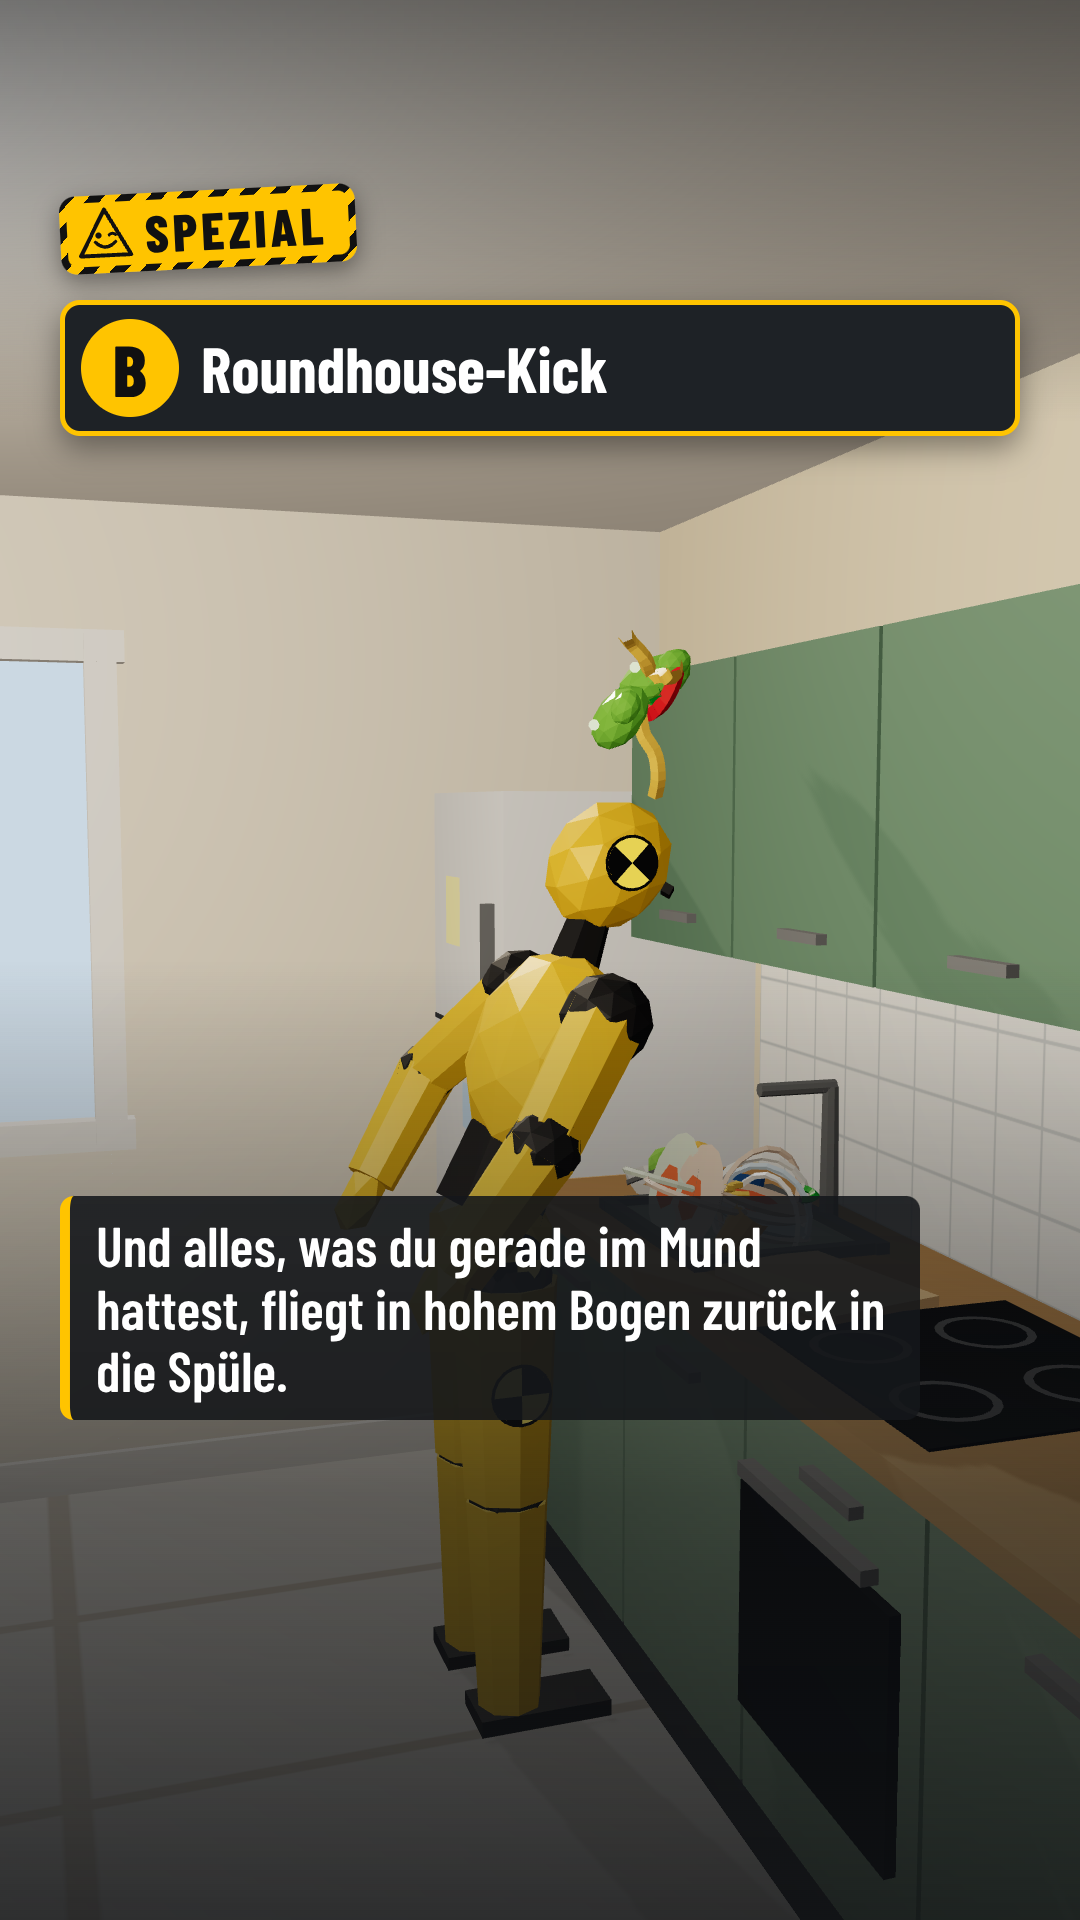 SPEZIAL
B Roundhouse-Kick
Und alles, was du gerade im Mund
hattest, fliegt in hohem Bogen zurück in
die Spüle.